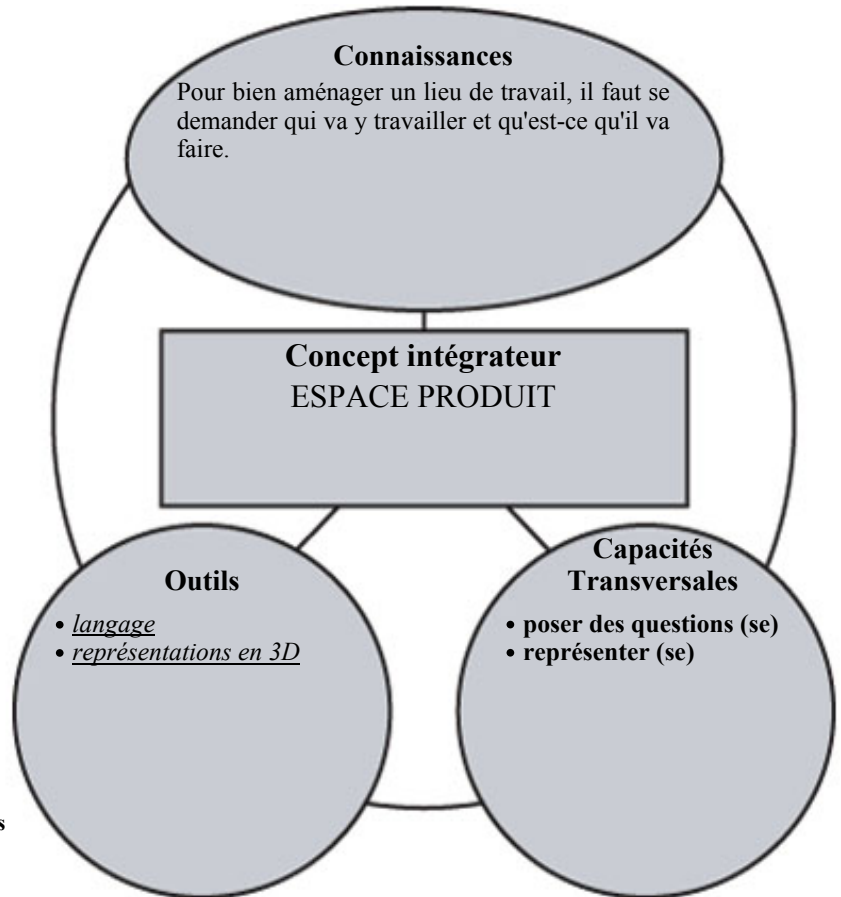 Connaissances
Pour bien aménager un lieu de travail, il faut se
demander qui va y travailler et qu'est-ce qu'il va
faire.
Concept intégrateur
ESPACE PRODUIT
Outils
• langage
• représentations en 3D
Capacités
Transversales
• poser des questions (se)
• représenter (se)
s